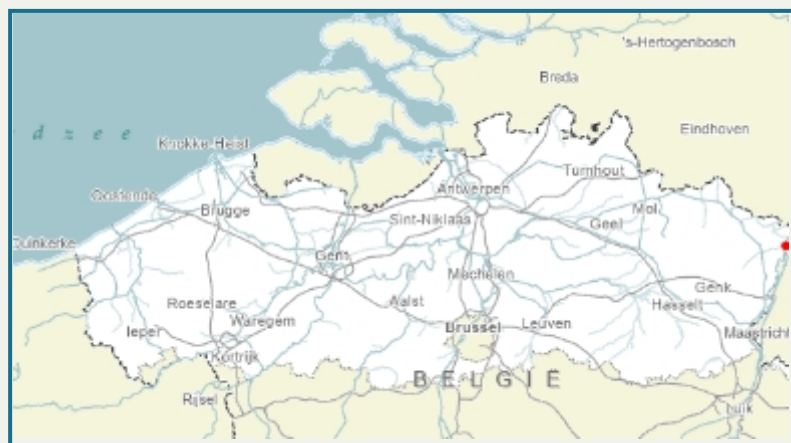 's-Hertogenbosch
Breda
dzee
Eindhoven
Knokke-Heist
Turnhout
Antwerpen
Oostende
Mol
Brugge
Sint-Niklaas
Geel
Duinkerke
Gent
Mechelen
Genk
Roeselare
Aalst
Hasselt
Ieper
Waregem
Brussel
Leuven
Maastricht
Kortrijk
BELGIË
Rijsel
Luik